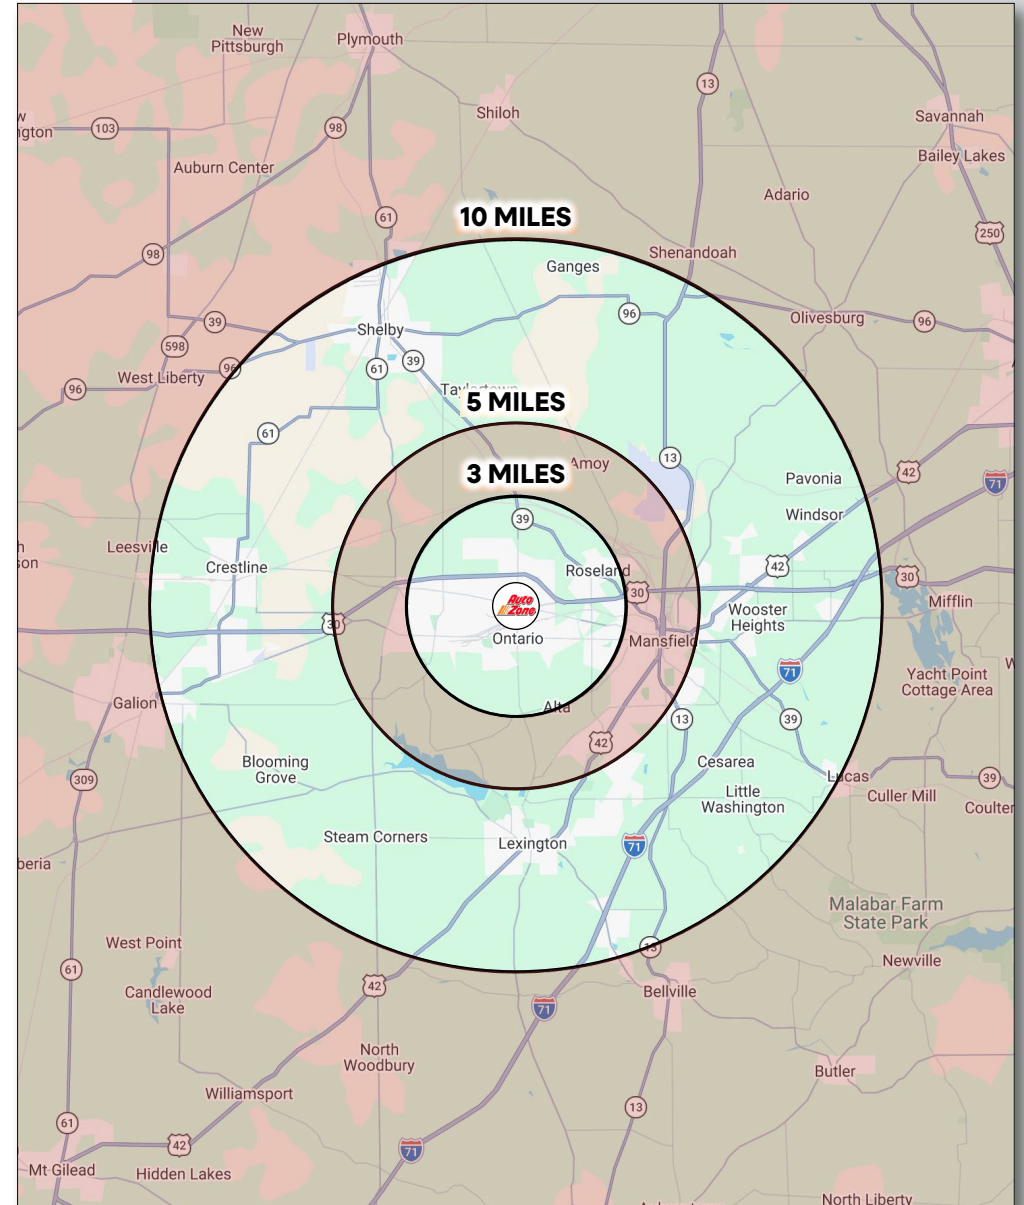 New
Pittsburgh
Plymouth
13
Shiloh
103
98
Savannah
Auburn Center
Bailey Lakes
Adario
61
10 MILES
250
98
Shenandoah
Ganges
96
Olivesburg
96
39
Shelby
598
39
96
61
West Liberty
96
Taylortown
5 MILES
61
13
Amoy
42
3 MILES
Pavonia
71
Windsor
39
Leesville
Crestline
Roseland
42
30
30
Auto
Zone
Mifflin
Wooster
Heights
30
Ontario
Mansfield
71
Yacht Point
Cottage Area
Galion
Alta
13
39
42
Blooming
Grove
Cesarea
309
Lucas
39
Little
Washington
Culler Mill
Coulter
Steam Corners
Lexington
71
beria
Malabar Farm
State Park
West Point
13
61
Newville
42
Candlewood
Lake
Bellville
71
North
Woodbury
Butler
Williamsport
13
61
42
71
Mt Gilead
Hidden Lakes
North Liberty